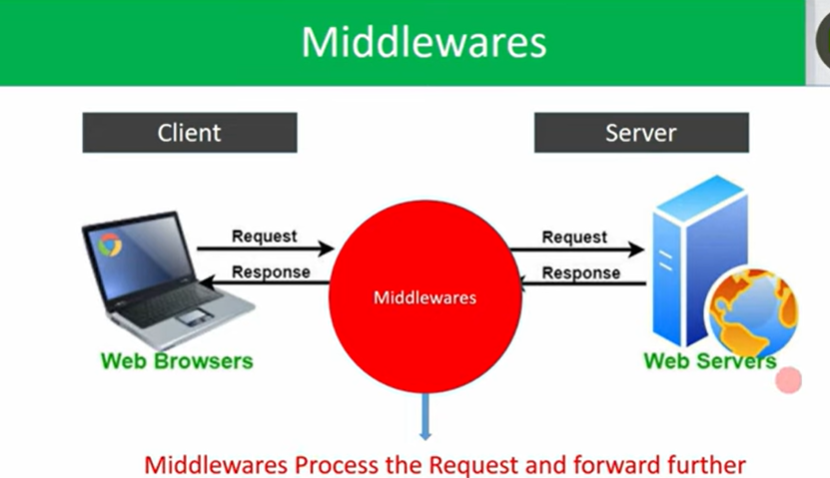 Middlewares
Client
Server
Request
Request
Response
Response
Middlewares
Web Browsers
Web Servers
Middlewares Process the Request and forward further